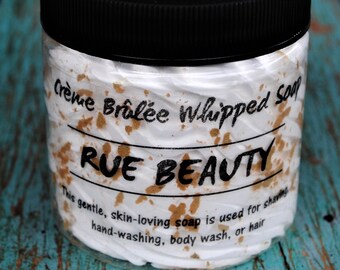 Crème Brûlée Whipped Soap
RUE BEAUTY
This gentle, skin-loving soap is used for shaving,
hand-washing, body wash, or hair